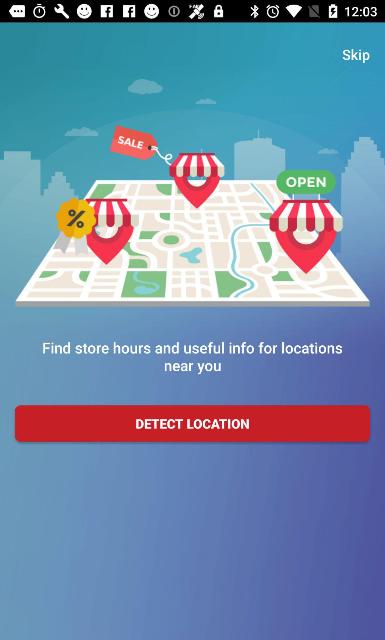 12:03
Skip
SALE
OPEN
%
Find store hours and useful info for locations
near you
DETECT LOCATION